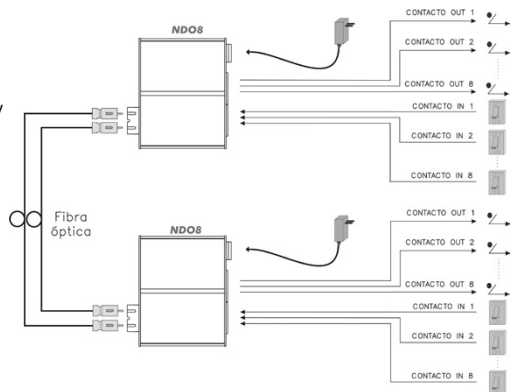 NDO8
CONTACTO OUT 1
CONTACTO OUT 2
CONTACTO OUT 8
CONTACTO IN 1
CONTACTO IN 2
CONTACTO IN 8
Fibra
óptica
NDO8
CONTACTO OUT 1
CONTACTO OUT 2
CONTACTO OUT 8
CONTACTO IN 1
CONTACTO IN 2
CONTACTO IN 8